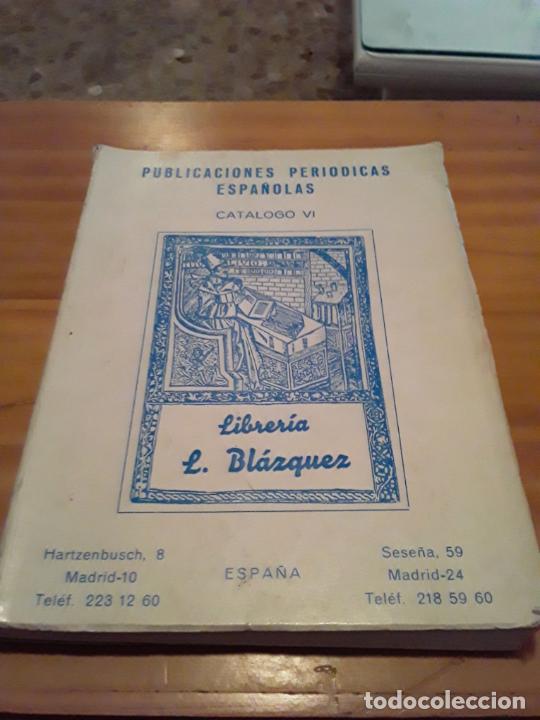 PUBLICACIONES PERIODICAS
ESPAÑOLAS
CATALOGO VI
Librería
L. Blázquez
Hartzenbusch, 8
Madrid-10
Teléf. 223 12 60
ESPAÑA
Seseña, 59
Madrid-24
Teléf. 218 59 60
todocoleccion